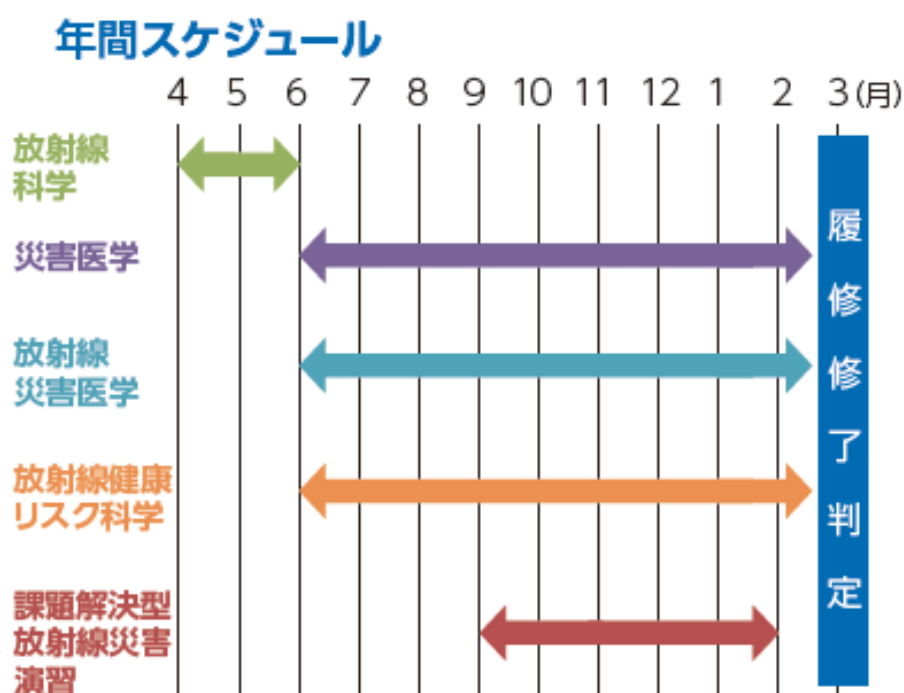 年間スケジュール
4 5 6 7 8 9 10 11 12 1 2 3(月)
放射線
科学
災害医学
放射線
災害医学
放射線健康
リスク科学
課題解決型
放射線災害
演習
履修修了判定